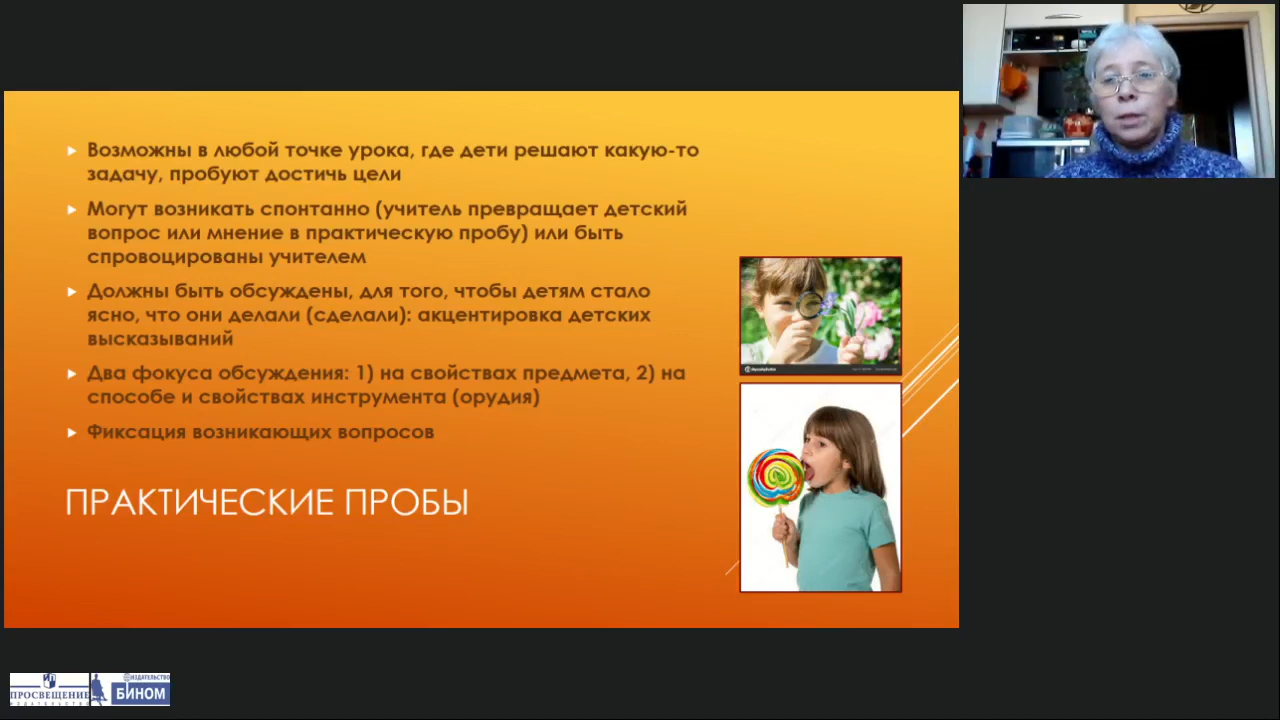 Возможны в любой точке урока, где дети решают какую-то
задачу, пробуют достичь цели
Могут возникать спонтанно (учитель превращает детский
вопрос или мнение в практическую пробу) или быть
спровоцированы учителем
Должны быть обсуждены, для того, чтобы детям стало
ясно, что они делали (сделали): акцентировка детских
высказываний
Два фокуса обсуждения: 1) на свойствах предмета, 2) на
способе и свойствах инструмента (орудия)
Фиксация возникающих вопросов
ПРАКТИЧЕСКИЕ ПРОБЫ
ПРОСВЕЩЕНИЕ
ИЗДАТЕЛЬСТВО
ИЗДАТЕЛЬСТВО
БИНОМ